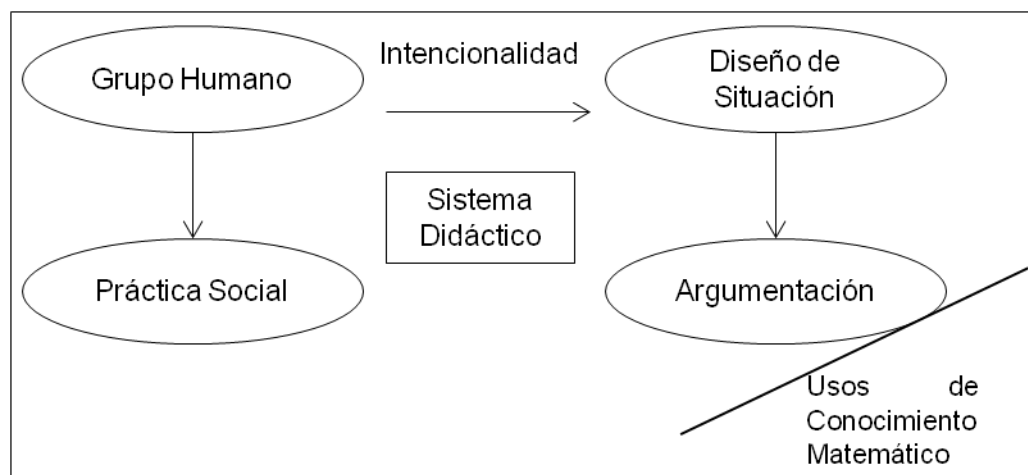 Grupo Humano
Intencionalidad
Diseño de
Situación
Sistema
Didáctico
Práctica Social
Argumentación
Usos de
Conocimiento
Matemático